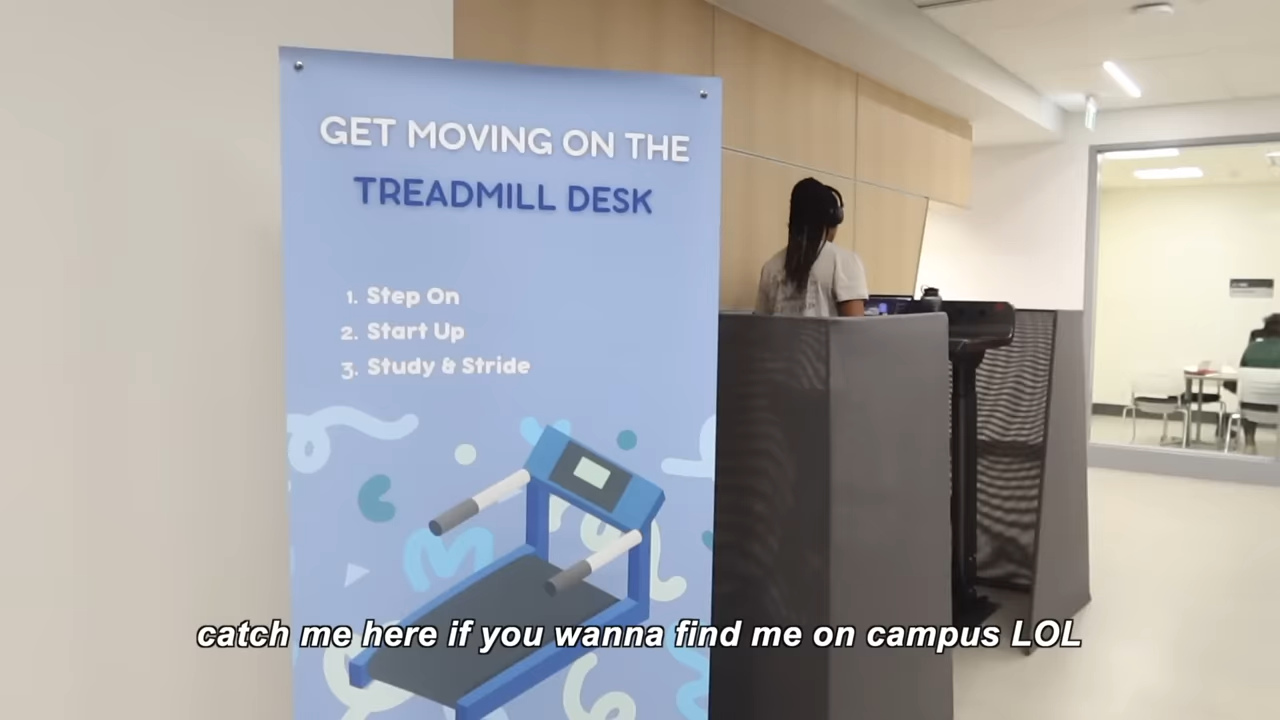 GET MOVING ON THE
TREADMILL DESK
1. Step On
2. Start Up
3. Study & Stride
catch me here if you wanna find me on campus LOL